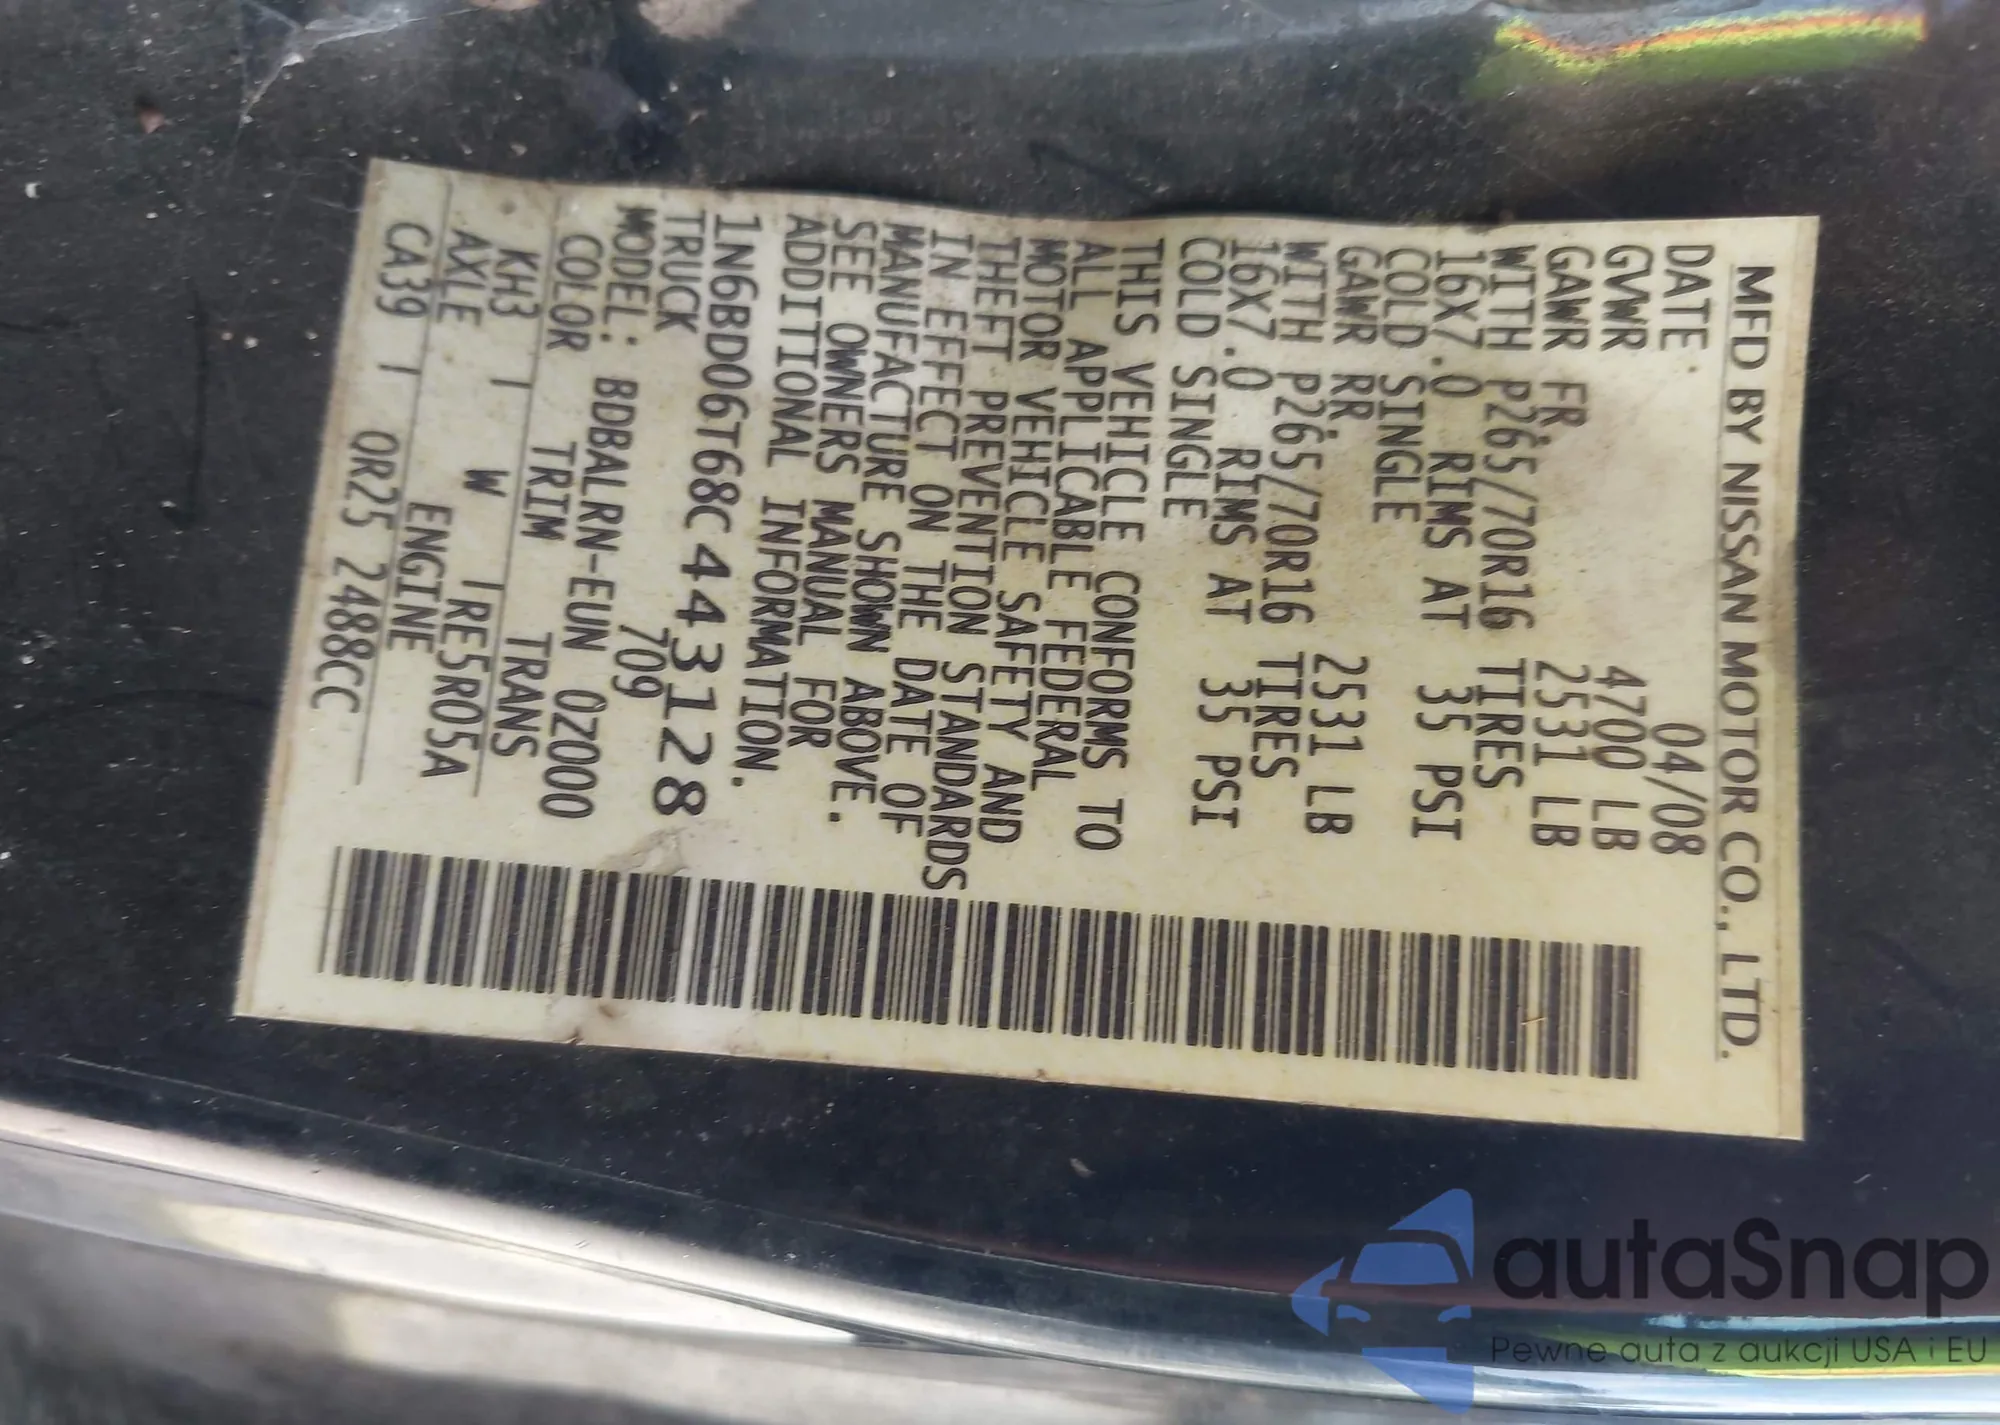 MFD BY NISSAN MOTOR CO., LTD.
DATE. 04/08
GVWR 4700 LB
GAWR FR. 2531 LB
WITH P265/70R16 TIRES
16X7.0 RIMS AT 35 PSI
COLD SINGLE
GAWR RR. 2531 LB
WITH P265/70R16 TIRES
16X7.0 RIMS AT 35 PSI
COLD SINGLE
THIS VEHICLE CONFORMS TO
ALL APPLICABLE FEDERAL
MOTOR VEHICLE SAFETY AND
THEFT PREVENTION STANDARDS
IN EFFECT ON THE DATE OF
MANUFACTURE SHOWN ABOVE.
SEE OWNERS MANUAL FOR
ADDITIONAL INFORMATION.
1N6BD06T68C443128
TRUCK 709
MODEL: BDBALRN-EUN 0Z000
COLOR TRIM TRANS
KH3 | W | RE5R05A
AXLE ENGINE
CA39 | QR25 2488CC
autaSnap
Pewne auta z aukcji USA i EU